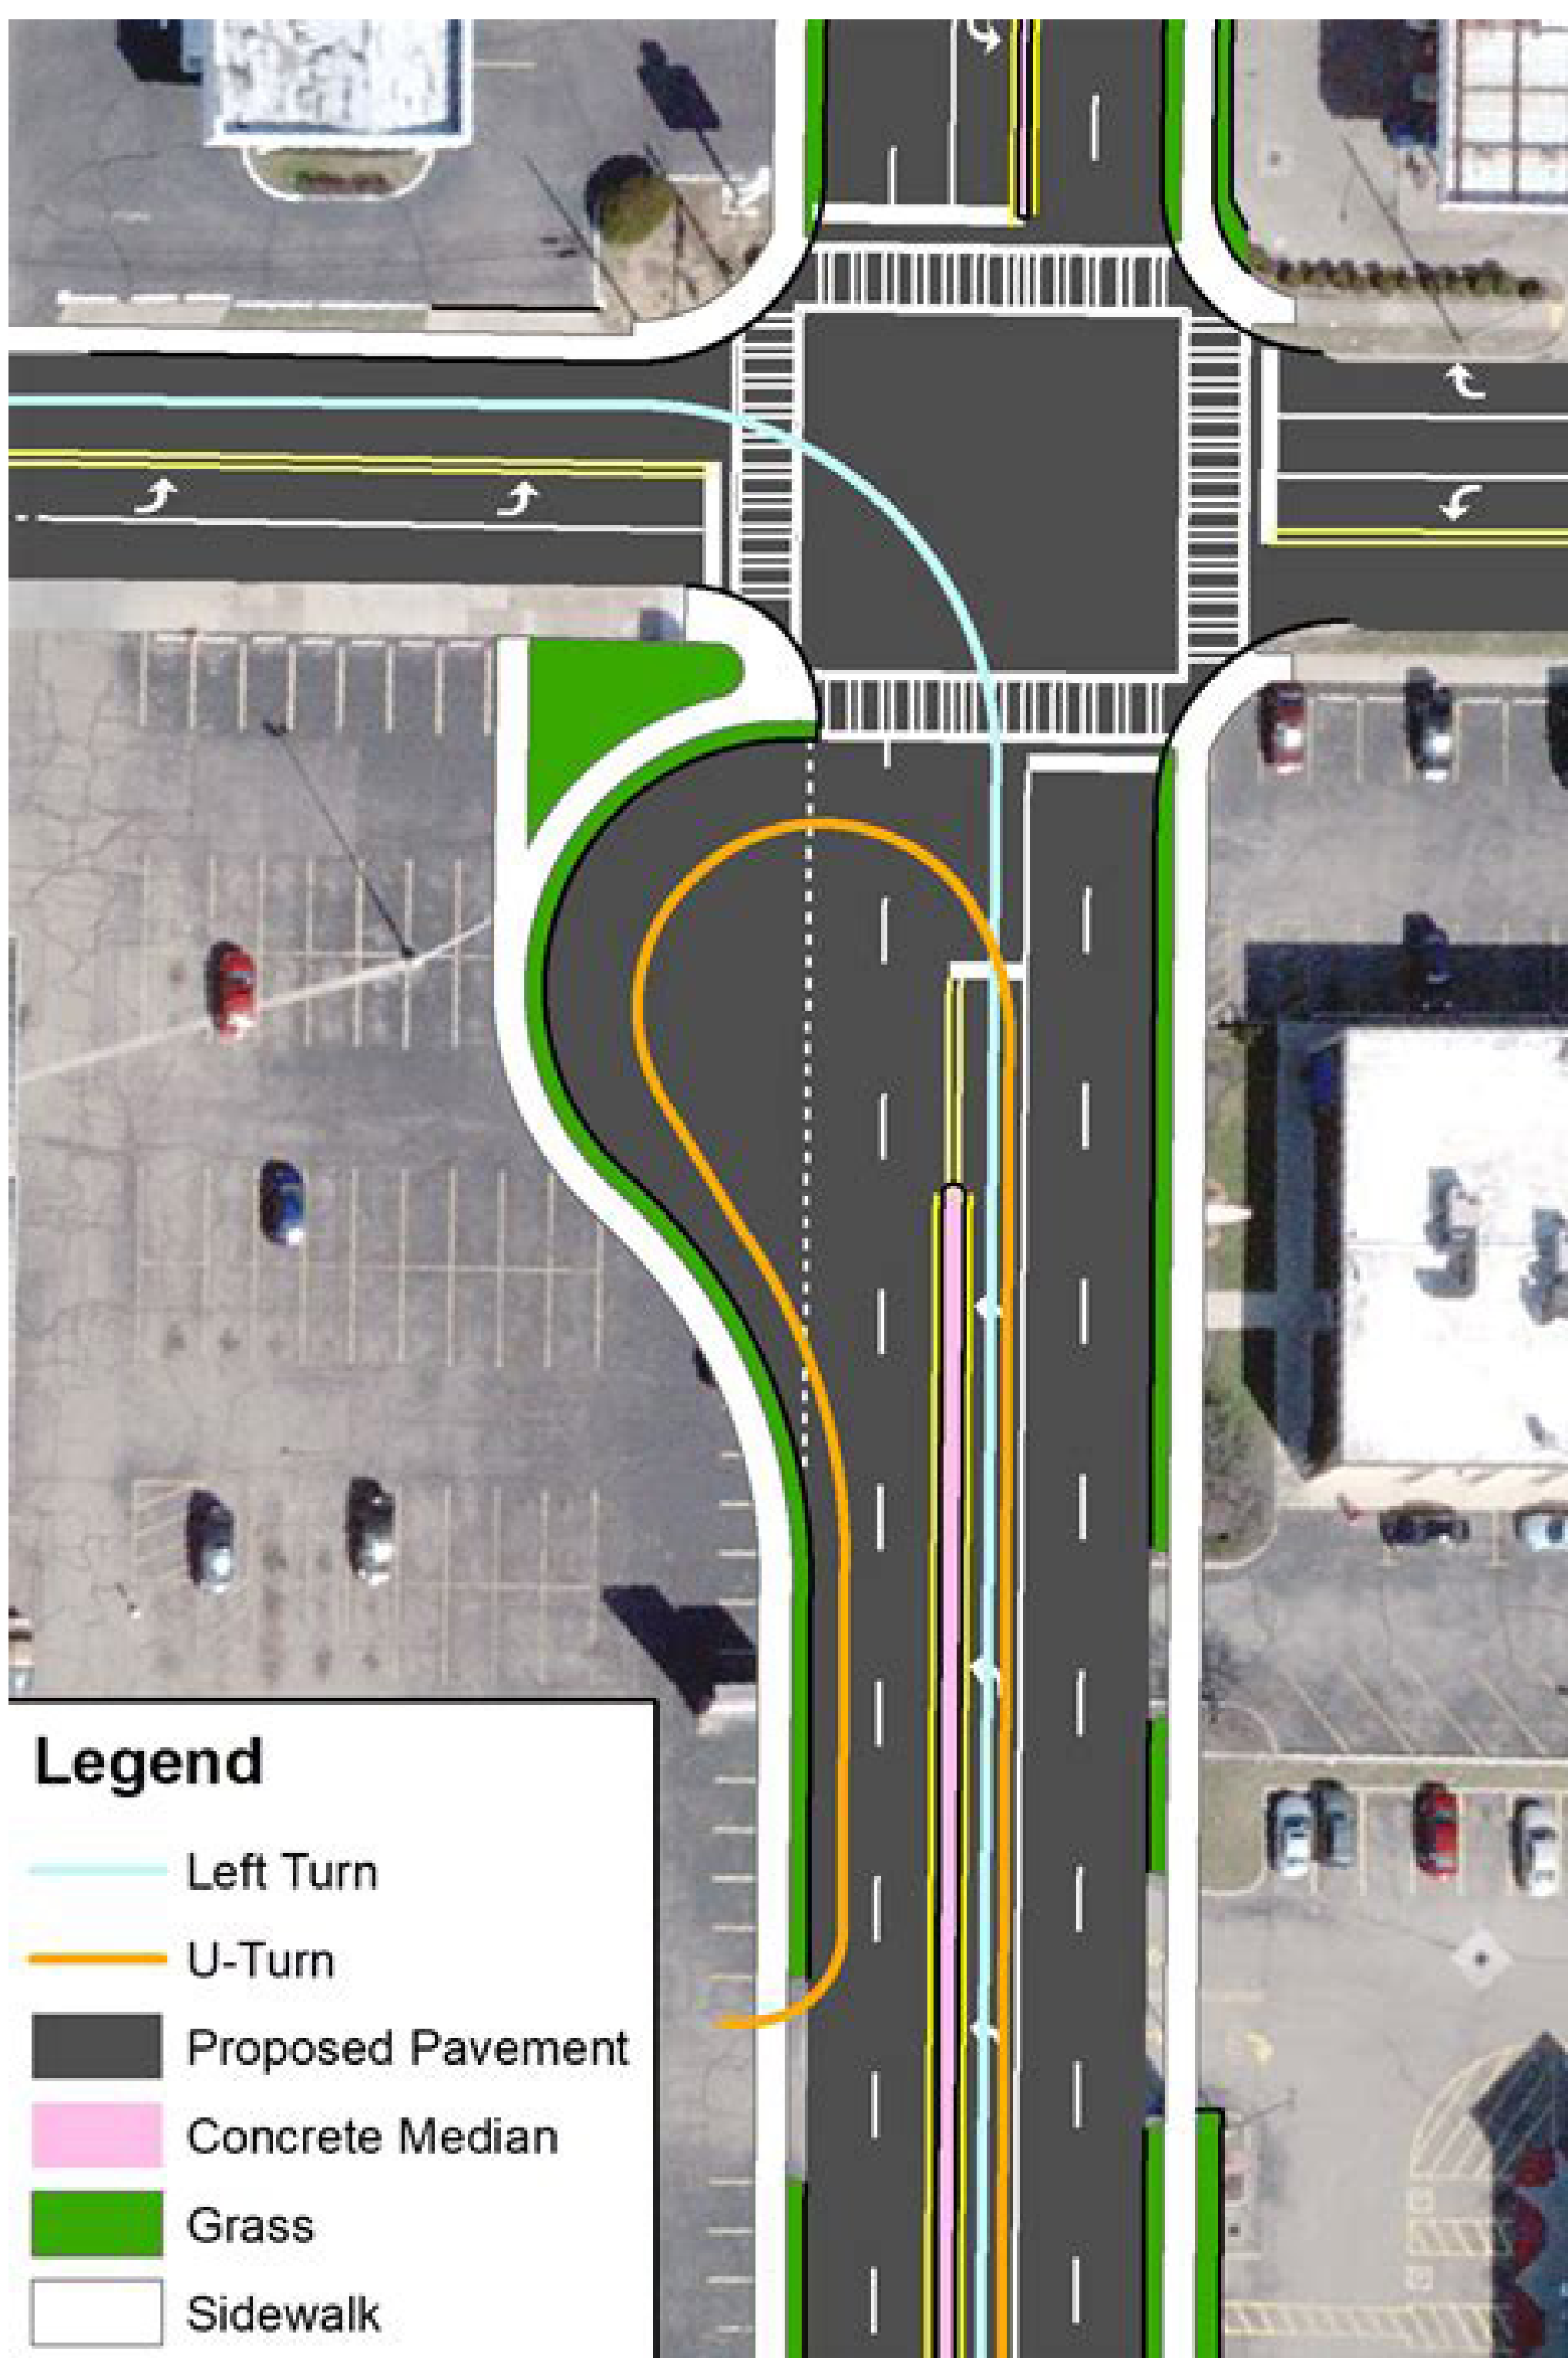 Legend
Left Turn
U-Turn
Proposed Pavement
Concrete Median
Grass
Sidewalk